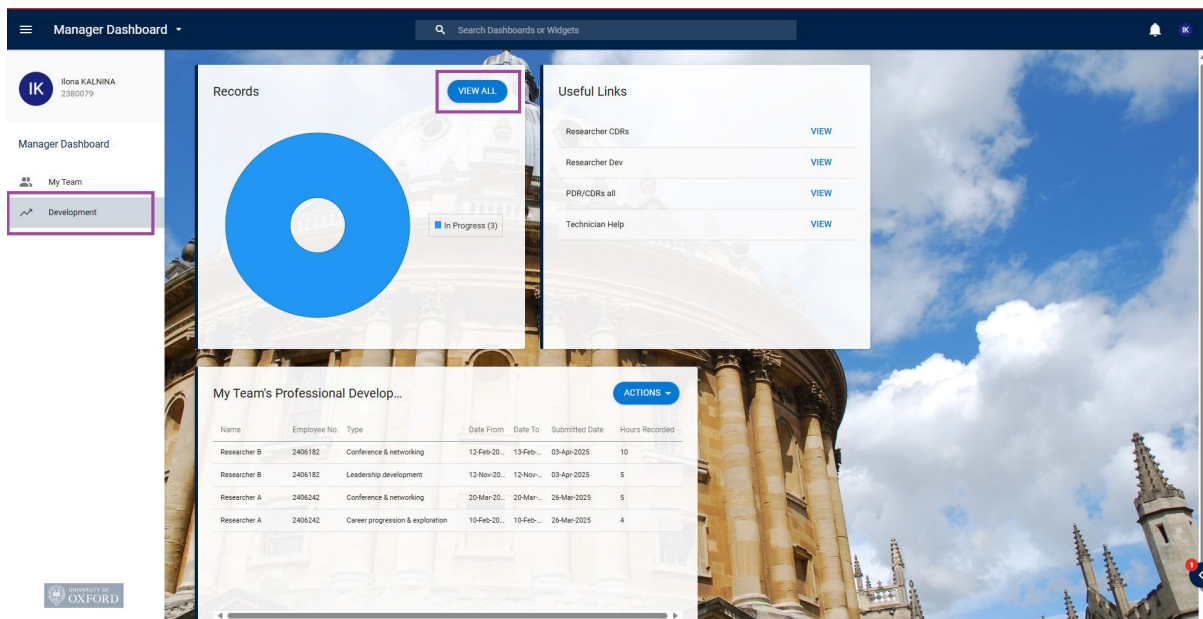 Manager Dashboard
Search Dashboards or Widgets
IK
IK
Ilona KALNINA
2380079
Manager Dashboard
My Team
Development
Records
VIEW ALL
In Progress (3)
Useful Links
Researcher CDRs VIEW
Researcher Dev VIEW
PDR/CDRs all VIEW
Technician Help VIEW
My Team's Professional Develop...
ACTIONS
Name Employee No. Type Date From Date To Submitted Date Hours Recorded
Researcher B 2406182 Conference & networking 12-Feb-20... 13-Feb-... 03-Apr-2025 10
Researcher B 2406182 Leadership development 12-Nov-20... 12-Nov-... 03-Apr-2025 5
Researcher A 2406242 Conference & networking 20-Mar-20... 20-Mar-... 26-Mar-2025 5
Researcher A 2406242 Career progression & exploration 10-Feb-20... 10-Feb-... 26-Mar-2025 4
UNIVERSITY OF
OXFORD
1